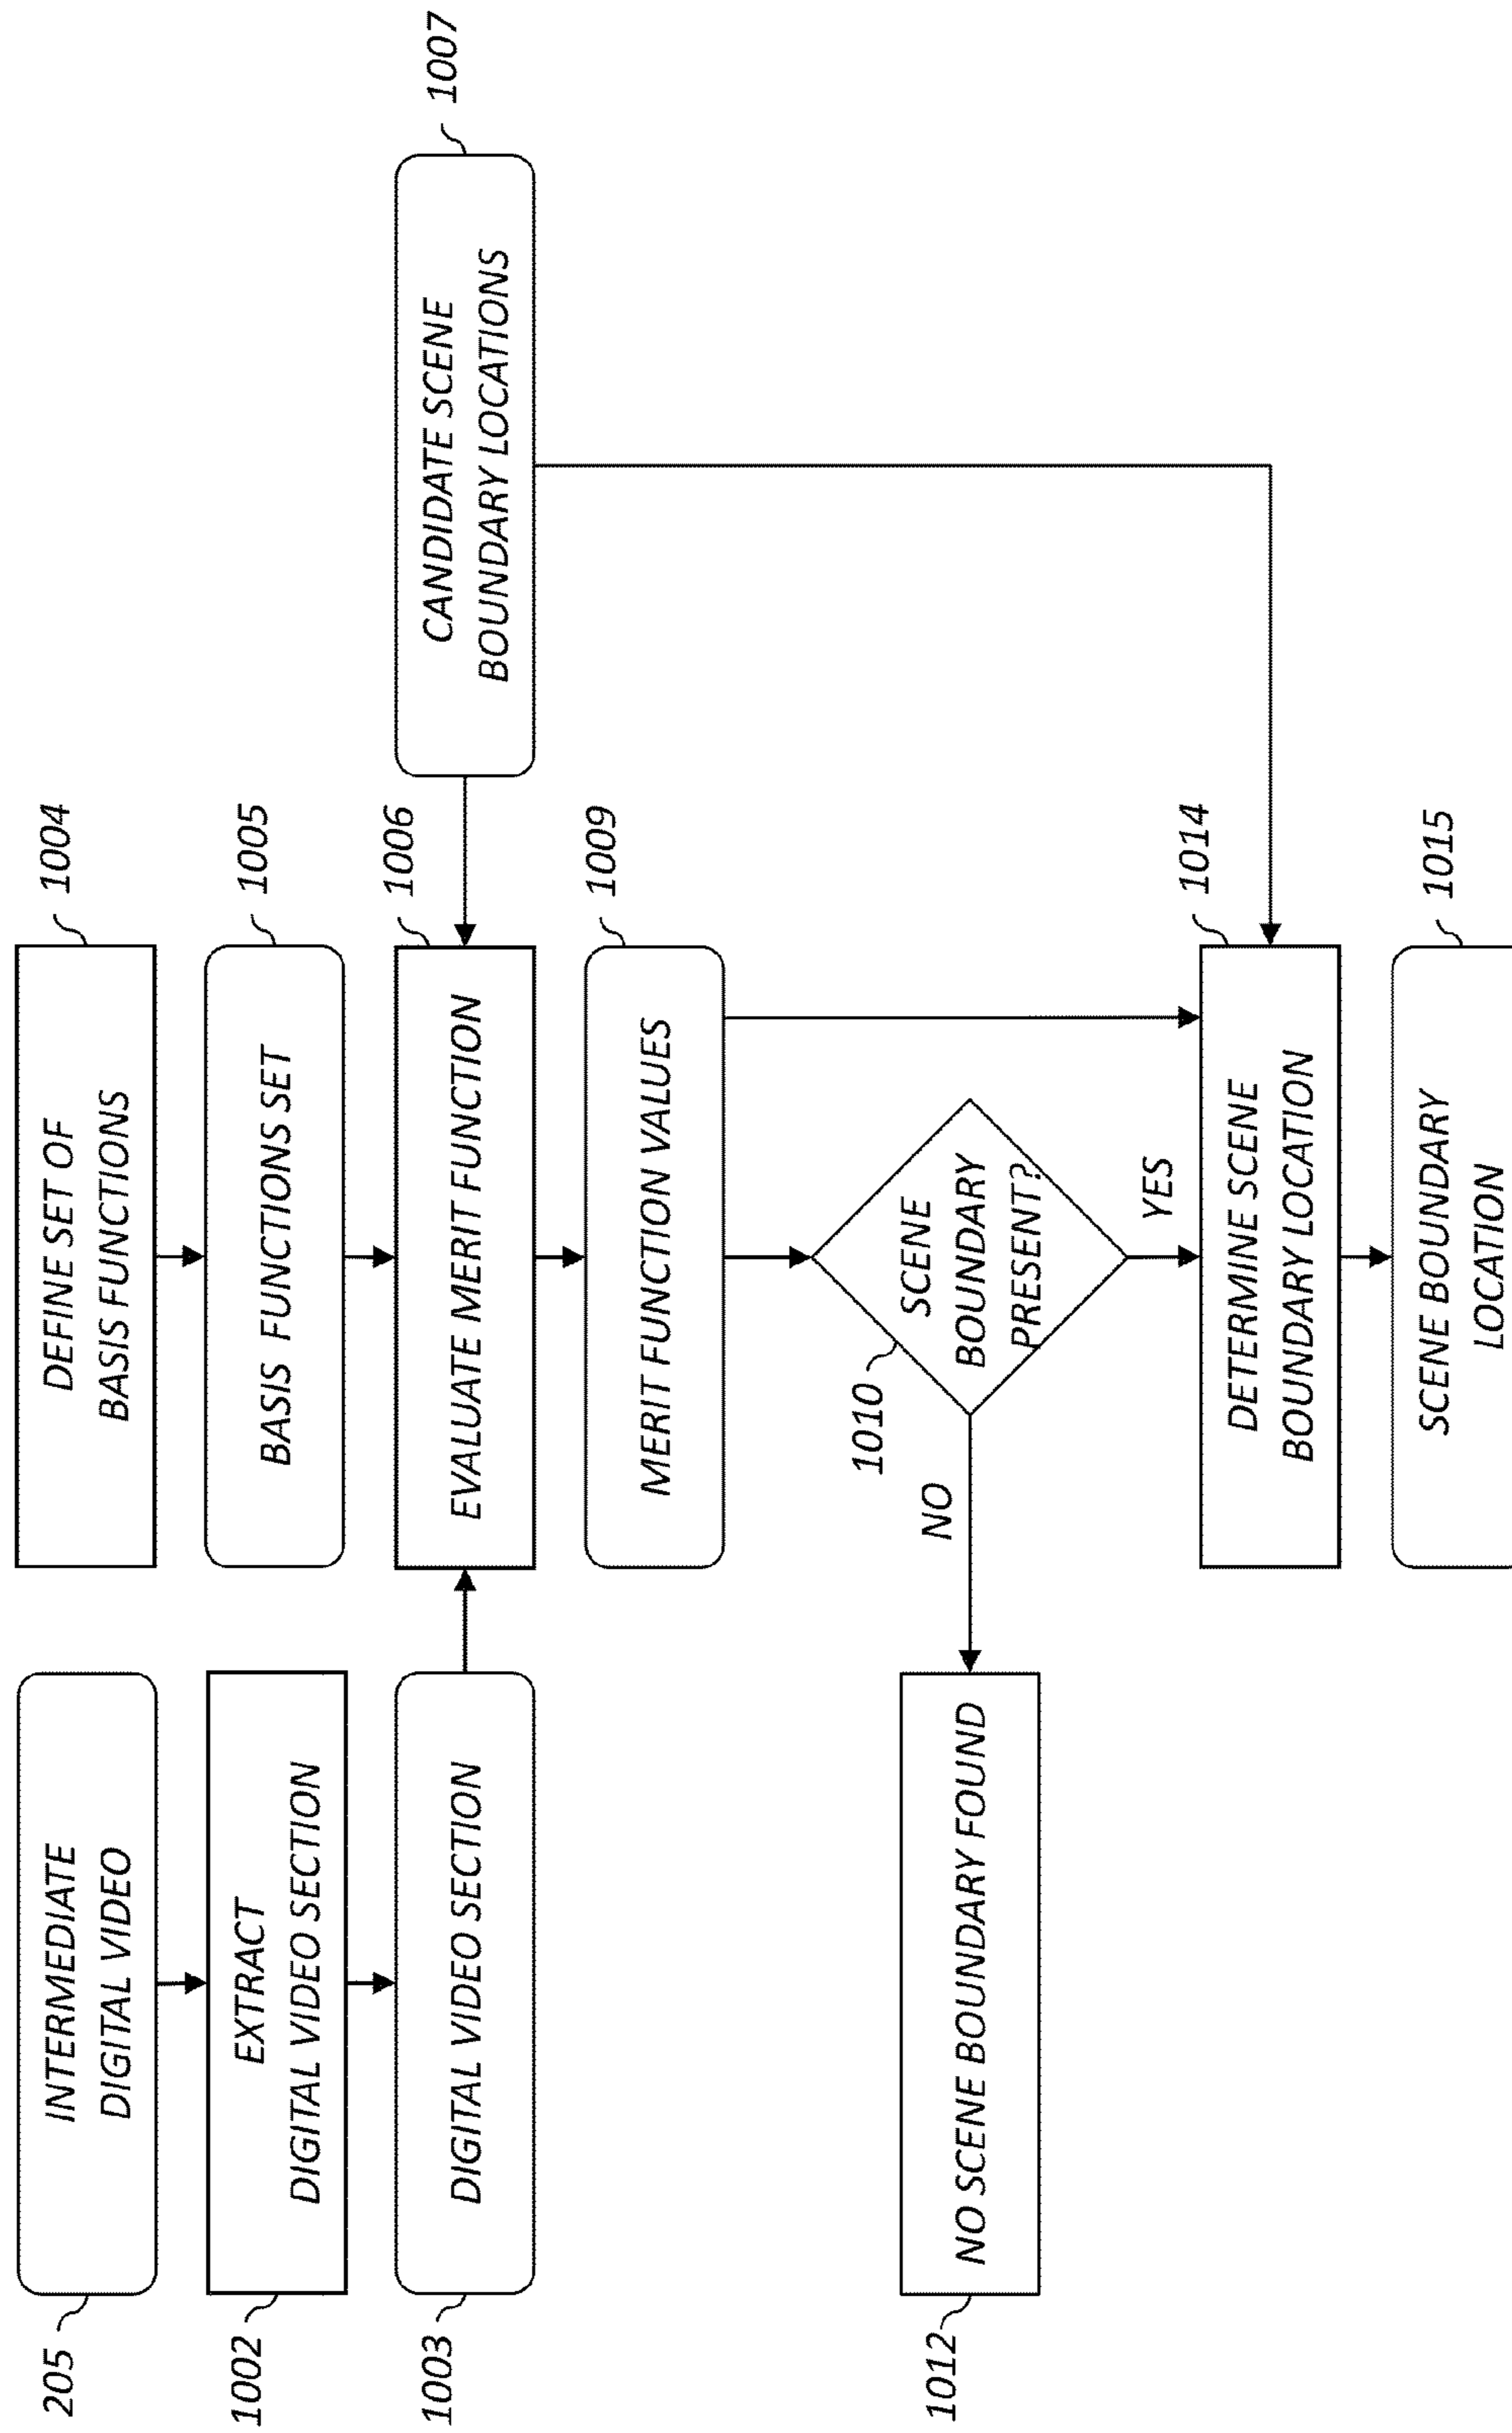 205
INTERMEDIATE
DIGITAL VIDEO
1002
EXTRACT
DIGITAL VIDEO SECTION
1003
DIGITAL VIDEO SECTION
DEFINE SET OF
BASIS FUNCTIONS
1004
BASIS FUNCTIONS SET
1005
EVALUATE MERIT FUNCTION
1006
CANDIDATE SCENE
BOUNDARY LOCATIONS
1007
MERIT FUNCTION VALUES
1009
1010
SCENE
BOUNDARY
PRESENT?
NO
YES
1012
NO SCENE BOUNDARY FOUND
DETERMINE SCENE
BOUNDARY LOCATION
1014
SCENE BOUNDARY
LOCATION
1015